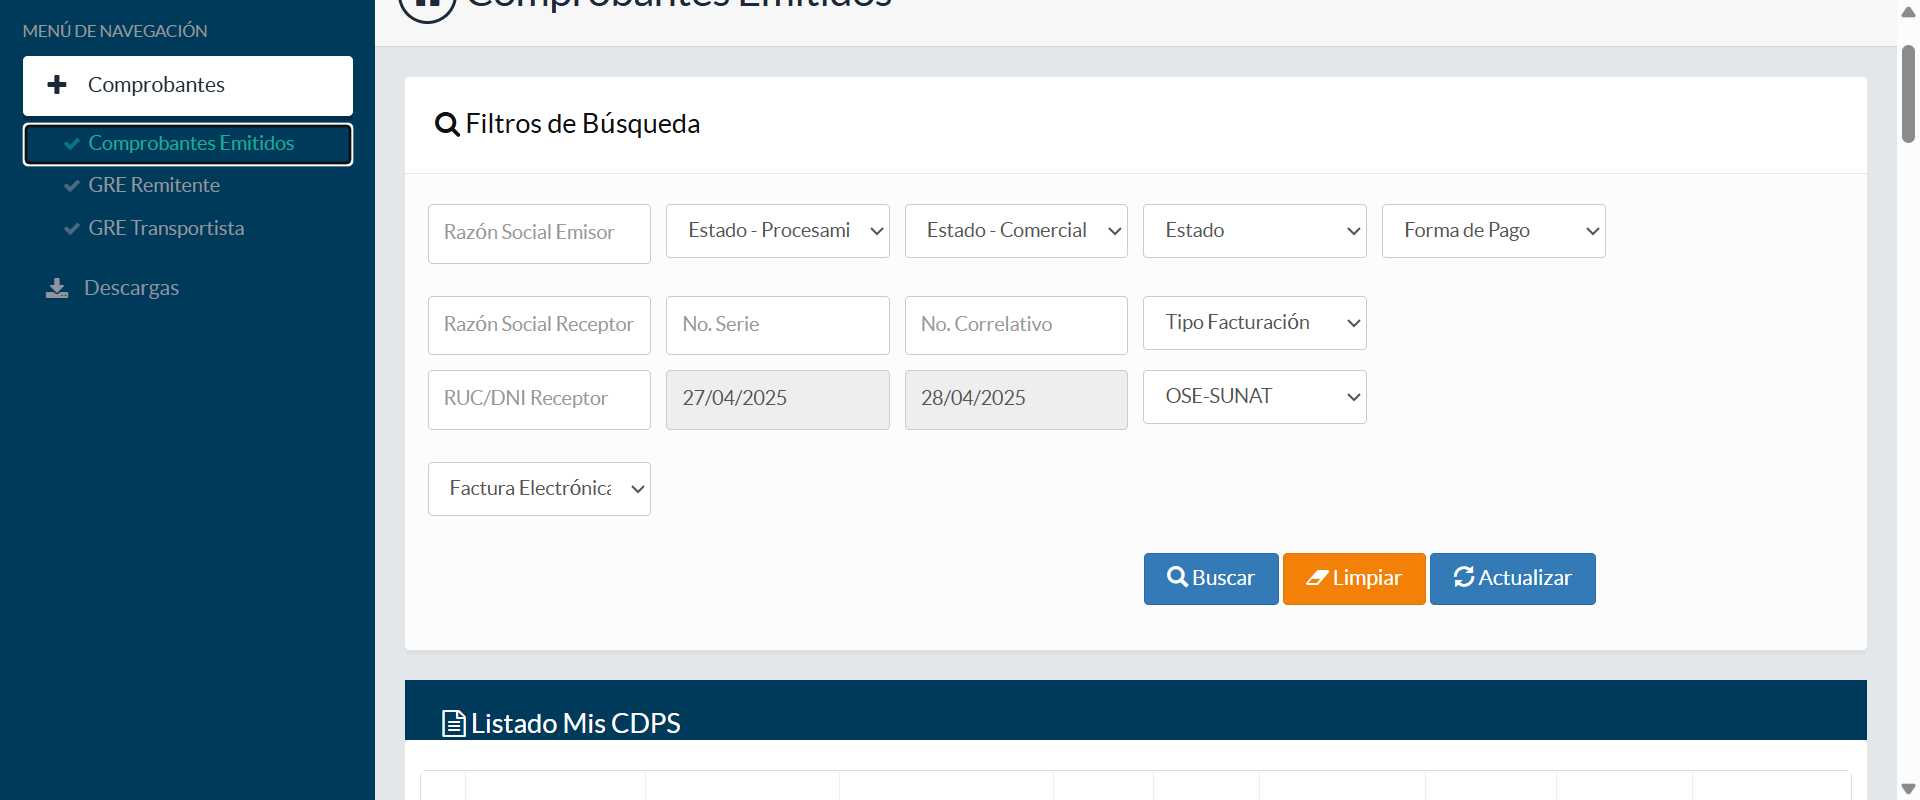 Comprobantes Emitidos
MENÚ DE NAVEGACIÓN
Comprobantes
Comprobantes Emitidos
GRE Remitente
GRE Transportista
Descargas
Filtros de Búsqueda
Razón Social Emisor
Estado - Procesami
Estado - Comercial
Estado
Forma de Pago
Razón Social Receptor
No. Serie
No. Correlativo
Tipo Facturación
RUC/DNI Receptor
27/04/2025
28/04/2025
OSE-SUNAT
Factura Electrónica
Buscar
Limpiar
Actualizar
Listado Mis CDPS